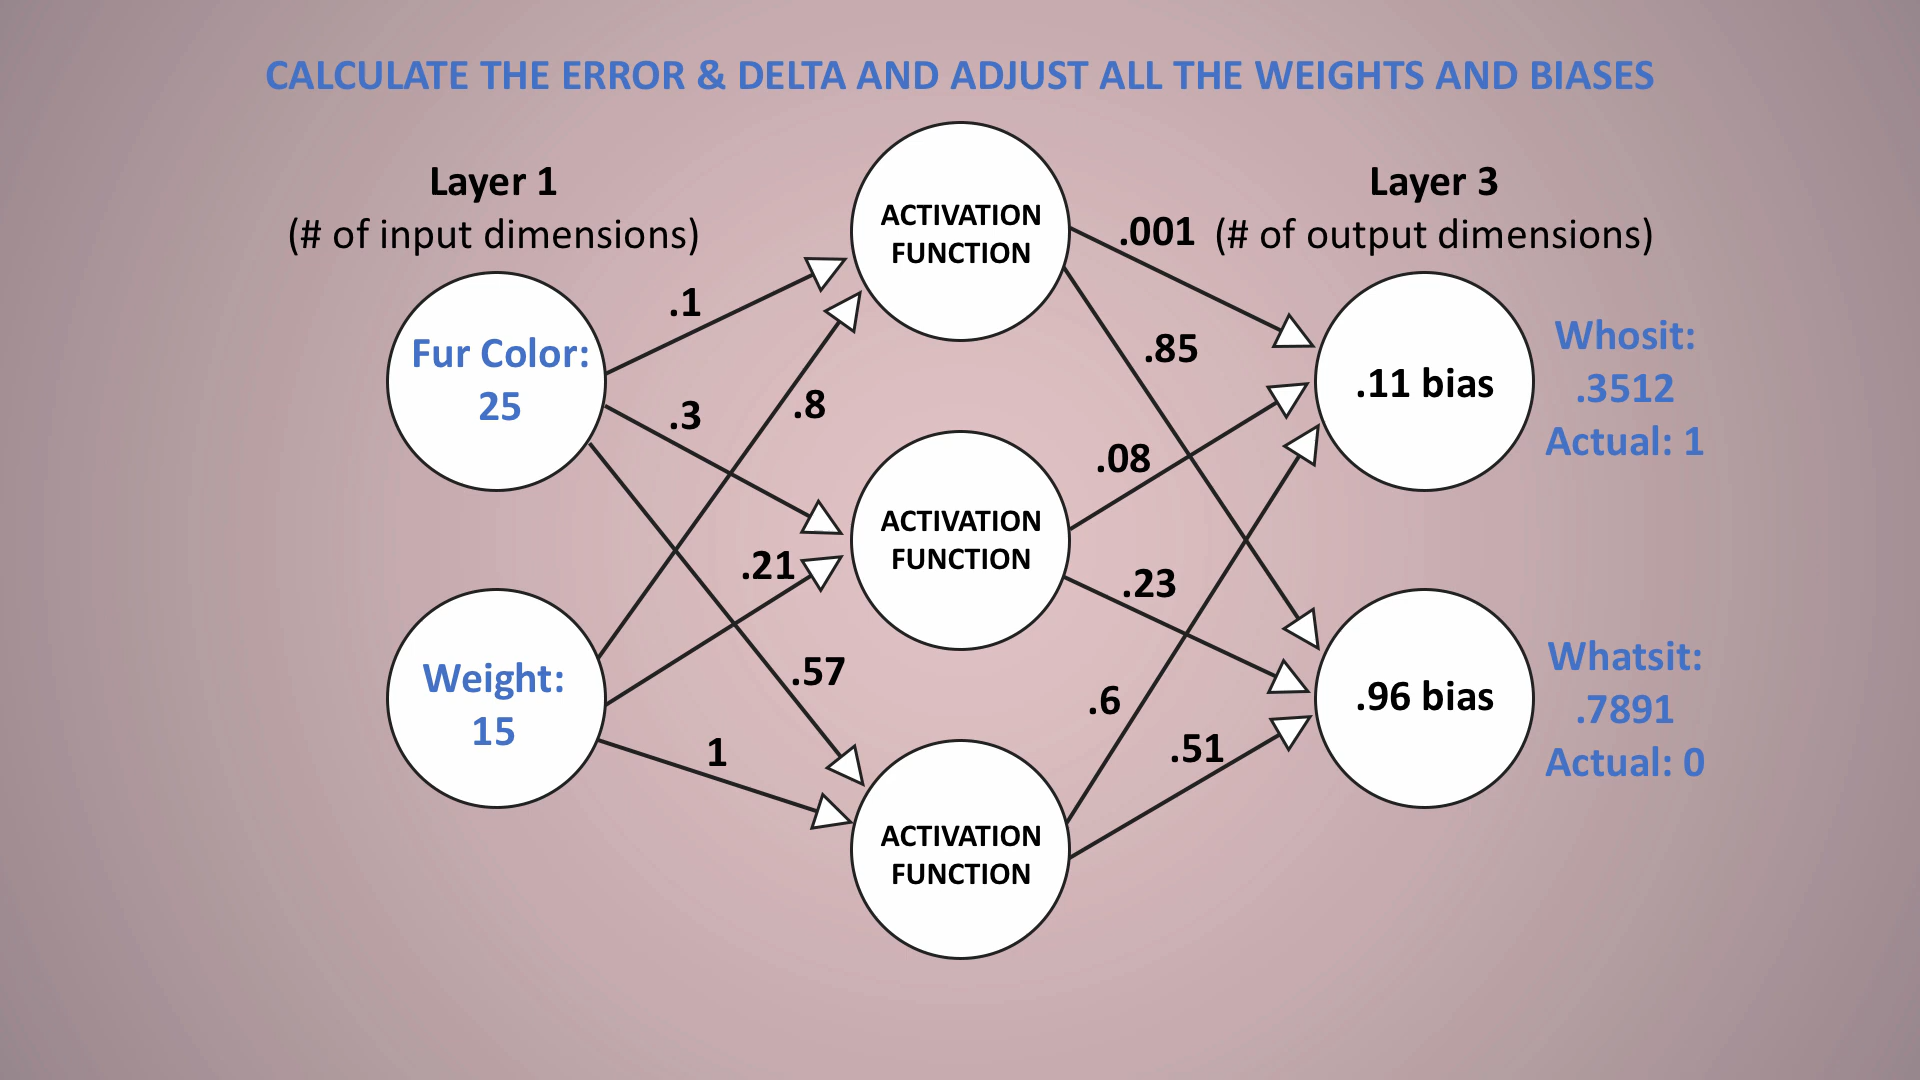 CALCULATE THE ERROR & DELTA AND ADJUST ALL THE WEIGHTS AND BIASES
Layer 1
(# of input dimensions)
Fur Color:
25
Weight:
15
.1
.3
.8
.21
.57
1
ACTIVATION
FUNCTION
ACTIVATION
FUNCTION
ACTIVATION
FUNCTION
.001
.85
.08
.23
.6
.51
Layer 3
(# of output dimensions)
.11 bias
.96 bias
Whosit:
.3512
Actual: 1
Whatsit:
.7891
Actual: 0